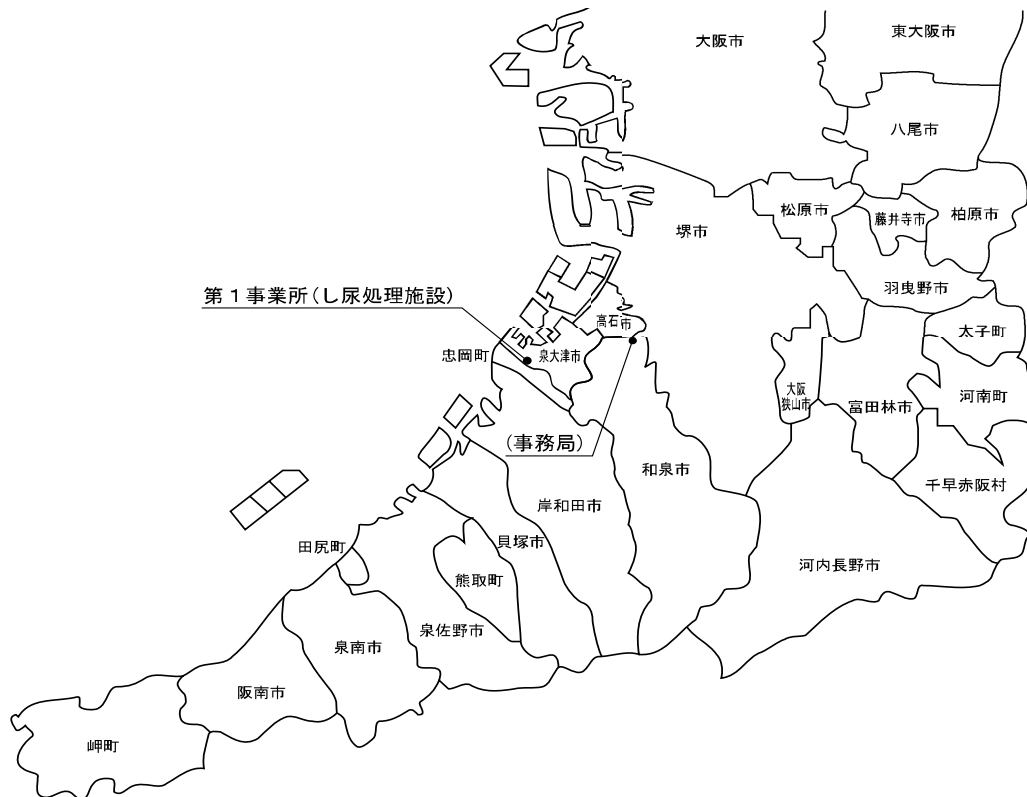 大阪市
東大阪市
八尾市
松原市
藤井寺市
柏原市
堺市
羽曳野市
第1事業所(し尿処理施設)
高石市
太子町
忠岡町
泉大津市
大阪
狭山市
富田林市
河南町
(事務局)
和泉市
千早赤阪村
岸和田市
貝塚市
田尻町
熊取町
河内長野市
泉佐野市
泉南市
阪南市
岬町